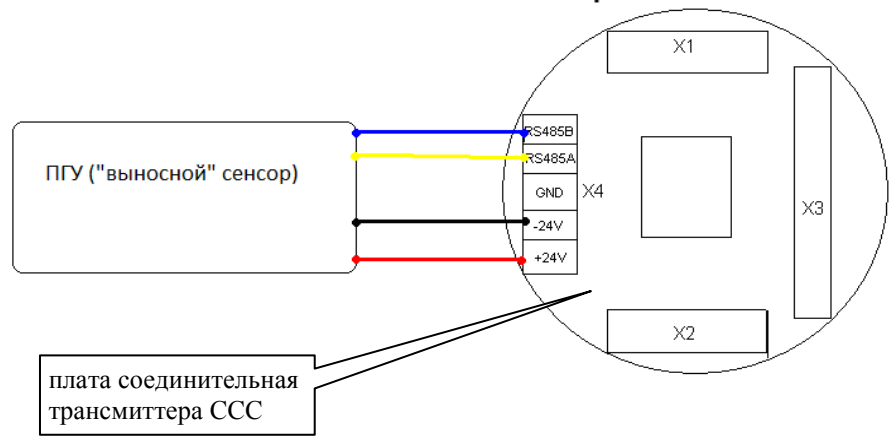 X1
RS485B
ПГУ ("выносной" сенсор)
RS485A
GND
X4
X3
-24V
+24V
X2
плата соединительная
трансмиттера ССС